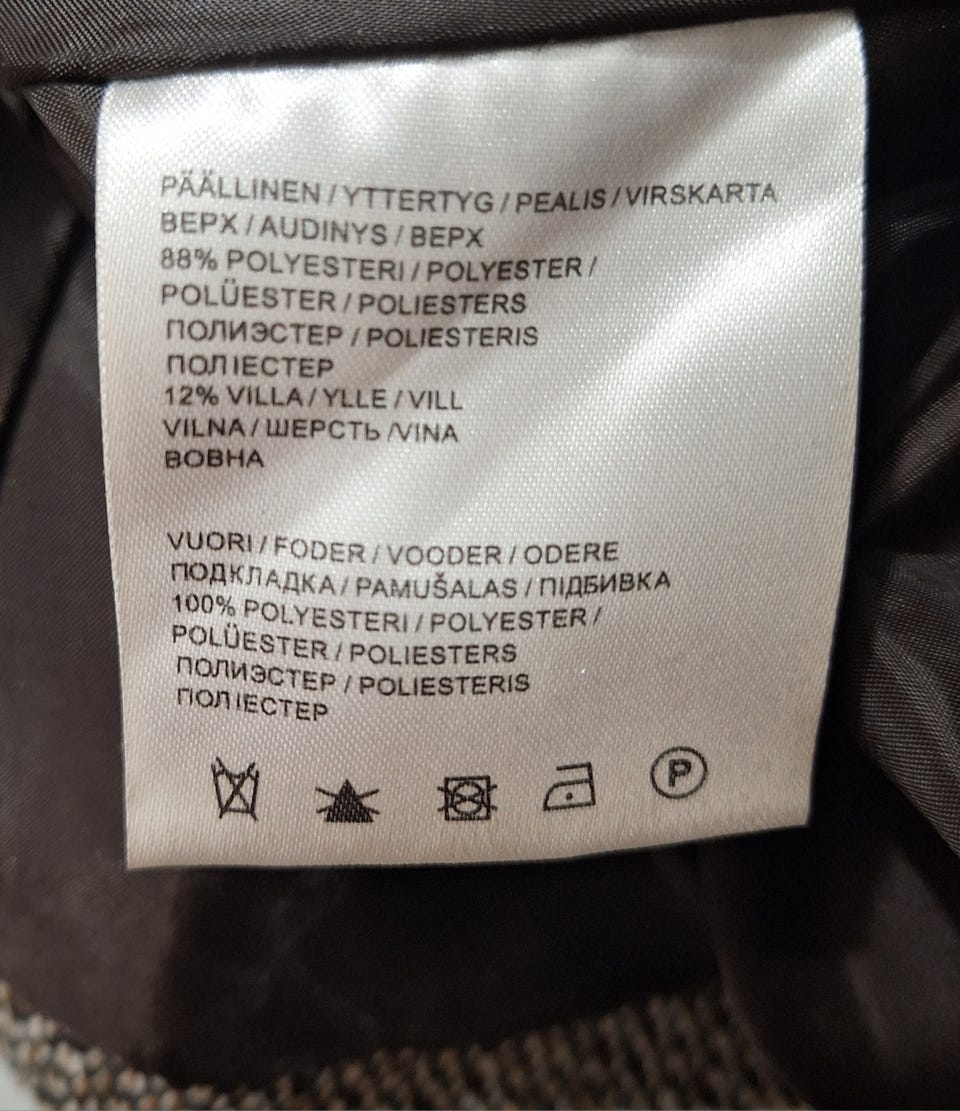 PÄÄLLINEN / YTTERTYG / PEALIS / VIRSKARTA
ВЕРХ / AUDINYS / ВЕРХ
88% POLYESTERI / POLYESTER /
POLÜESTER / POLIESTERS
ПОЛИЭСТЕР / POLIESTERIS
ПОЛІЕСТЕР
12% VILLA / YLLE / VILL
VILNA / ШЕРСТЬ /VINA
ВОВНА
VUORI / FODER / VOODER / ODERE
ПОДКЛАДКА / PAMUŠALAS / ПІДБИВКА
100% POLYESTERI / POLYESTER /
POLÜESTER / POLIESTERS
ПОЛИЭСТЕР / POLIESTERIS
ПОЛІЕСТЕР
P